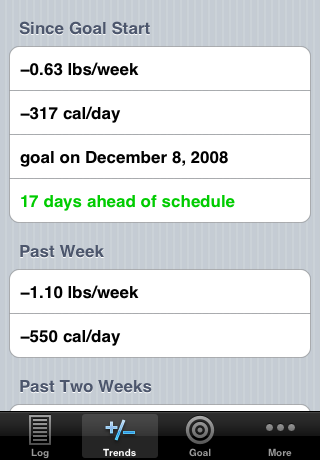 Since Goal Start
−0.63 lbs/week
−317 cal/day
goal on December 8, 2008
17 days ahead of schedule
Past Week
−1.10 lbs/week
−550 cal/day
Past Two Weeks
+/−
Log
Trends
Goal
More